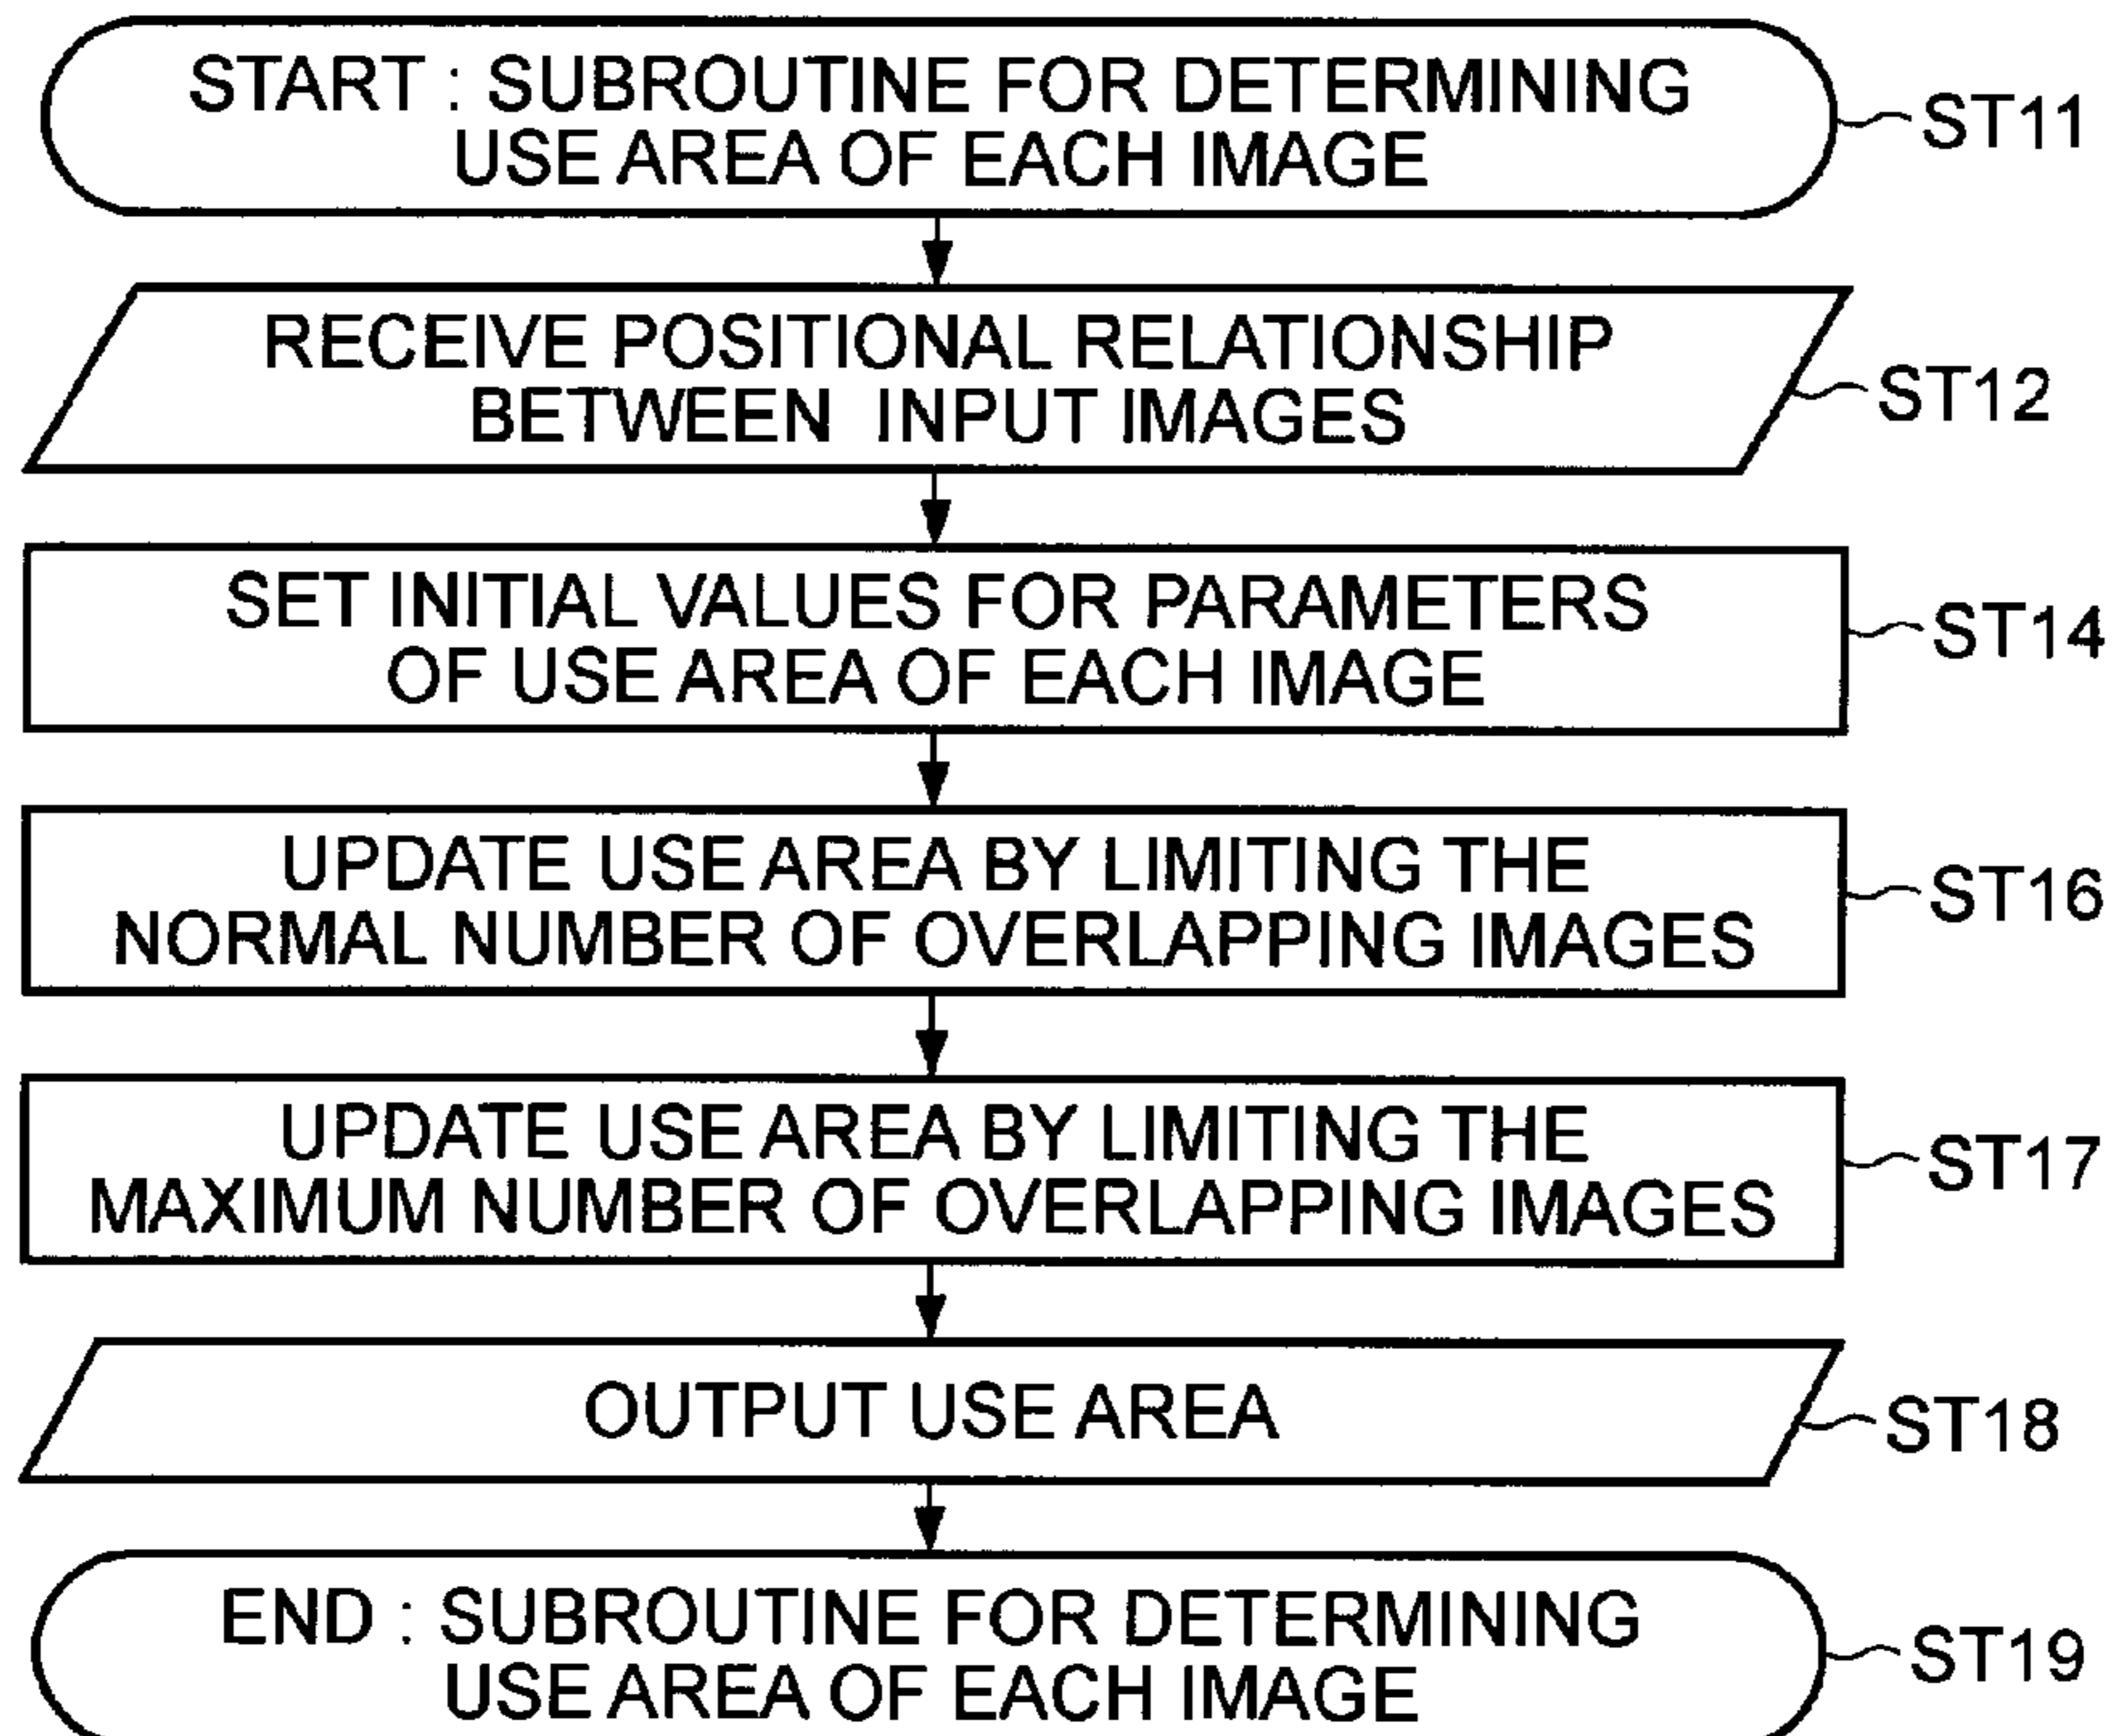 START : SUBROUTINE FOR DETERMINING
USE AREA OF EACH IMAGE
ST11
RECEIVE POSITIONAL RELATIONSHIP
BETWEEN INPUT IMAGES
ST12
SET INITIAL VALUES FOR PARAMETERS
OF USE AREA OF EACH IMAGE
ST14
UPDATE USE AREA BY LIMITING THE
NORMAL NUMBER OF OVERLAPPING IMAGES
ST16
UPDATE USE AREA BY LIMITING THE
MAXIMUM NUMBER OF OVERLAPPING IMAGES
ST17
OUTPUT USE AREA
ST18
END : SUBROUTINE FOR DETERMINING
USE AREA OF EACH IMAGE
ST19